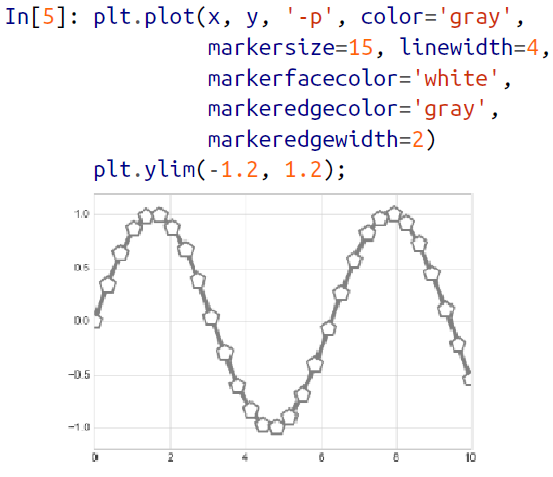 In[5]: plt.plot(x, y, '-p', color='gray',
markersize=15, linewidth=4,
markerfacecolor='white',
markeredgecolor='gray',
markeredgewidth=2)
plt.ylim(-1.2, 1.2);
1.0
0.5
0.0
−0.5
−1.0
0 2 4 6 8 10